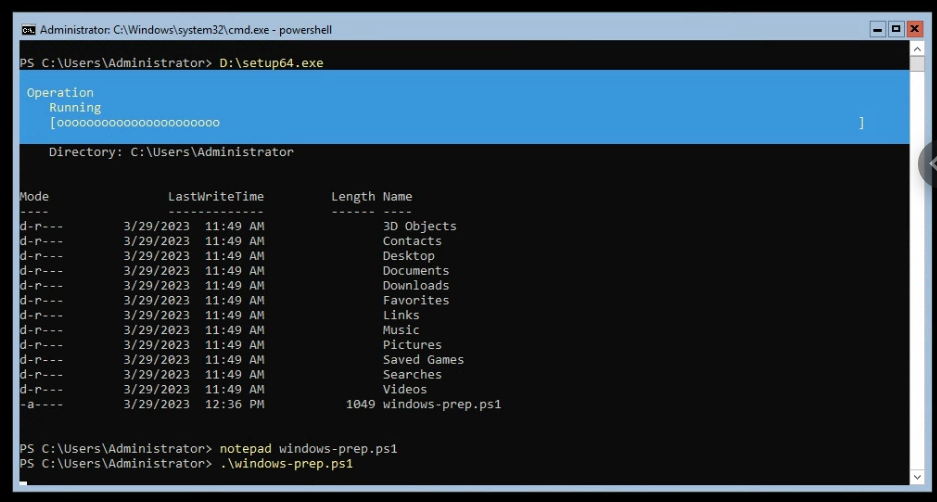 Administrator: C:\Windows\system32\cmd.exe - powershell
PS C:\Users\Administrator> D:\setup64.exe
Operation
Running
[oooooooooooooooooooooo ]
Directory: C:\Users\Administrator
Mode LastWriteTime Length Name
---- ------------- ------ ----
d-r--- 3/29/2023 11:49 AM 3D Objects
d-r--- 3/29/2023 11:49 AM Contacts
d-r--- 3/29/2023 11:49 AM Desktop
d-r--- 3/29/2023 11:49 AM Documents
d-r--- 3/29/2023 11:49 AM Downloads
d-r--- 3/29/2023 11:49 AM Favorites
d-r--- 3/29/2023 11:49 AM Links
d-r--- 3/29/2023 11:49 AM Music
d-r--- 3/29/2023 11:49 AM Pictures
d-r--- 3/29/2023 11:49 AM Saved Games
d-r--- 3/29/2023 11:49 AM Searches
d-r--- 3/29/2023 11:49 AM Videos
-a---- 3/29/2023 12:36 PM 1049 windows-prep.ps1
PS C:\Users\Administrator> notepad windows-prep.ps1
PS C:\Users\Administrator> .\windows-prep.ps1